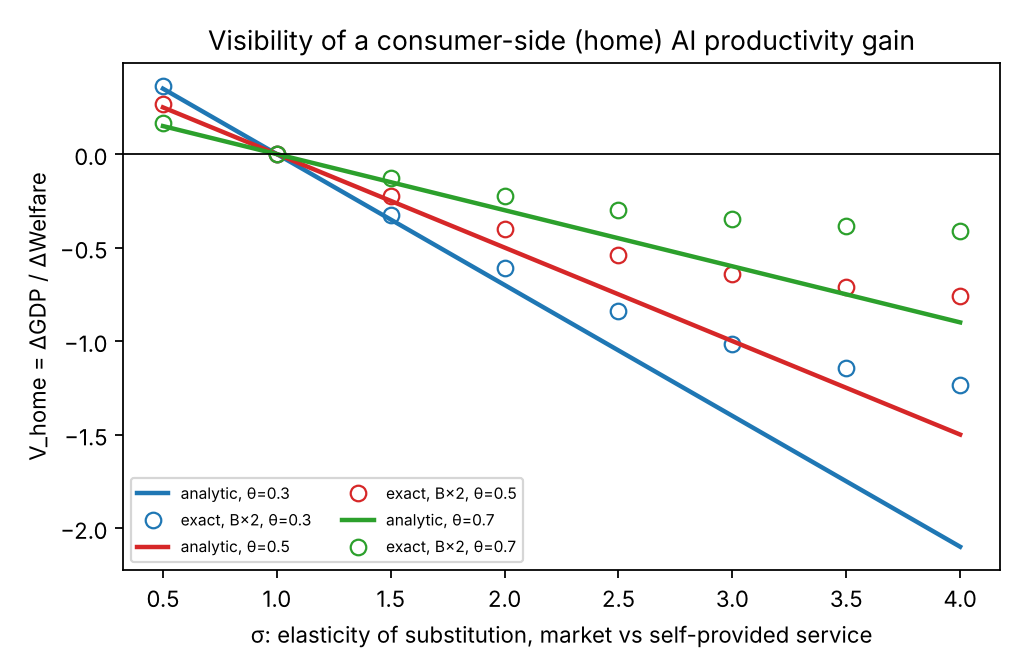 Visibility of a consumer-side (home) AI productivity gain
V_home = ΔGDP / ΔWelfare
0.0
−0.5
−1.0
−1.5
−2.0
analytic, θ=0.3
exact, B×2, θ=0.3
analytic, θ=0.5
exact, B×2, θ=0.5
analytic, θ=0.7
exact, B×2, θ=0.7
0.5 1.0 1.5 2.0 2.5 3.0 3.5 4.0
σ: elasticity of substitution, market vs self-provided service